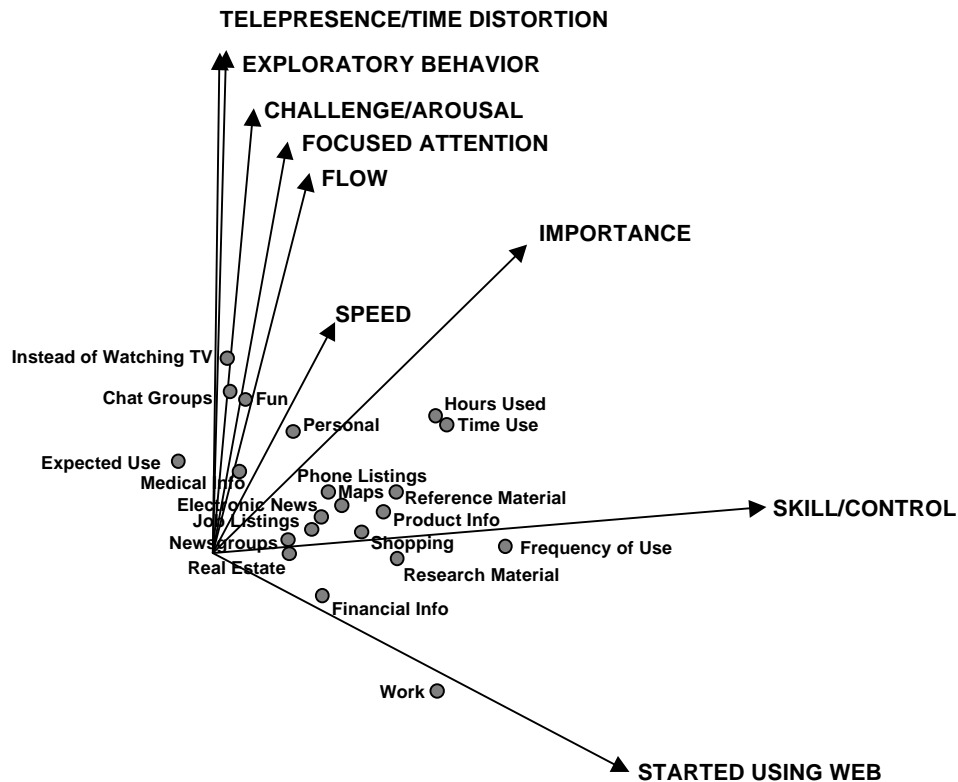 TELEPRESENCE/TIME DISTORTION
EXPLORATORY BEHAVIOR
CHALLENGE/AROUSAL
FOCUSED ATTENTION
FLOW
IMPORTANCE
SPEED
Instead of Watching TV
Chat Groups
Fun
Hours Used
Personal
Time Use
Expected Use
Medical Info
Phone Listings
Maps
Reference Material
Electronic News
Product Info
SKILL/CONTROL
Job Listings
Newsgroups
Shopping
Frequency of Use
Real Estate
Research Material
Financial Info
Work
STARTED USING WEB